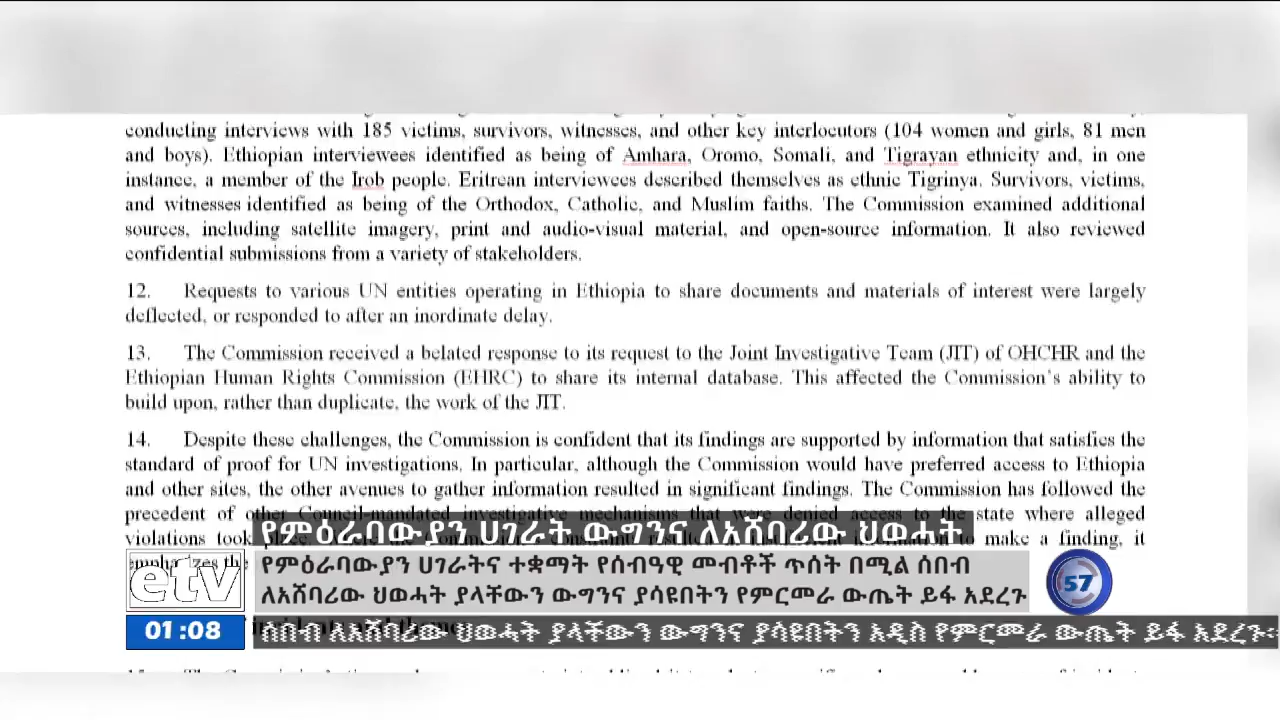 conducting interviews with 185 victims, survivors, witnesses, and other key interlocutors (104 women and girls, 81 men
and boys). Ethiopian interviewees identified as being of Amhara, Oromo, Somali, and Tigrayan ethnicity and, in one
instance, a member of the Irob people. Eritrean interviewees described themselves as ethnic Tigrinya. Survivors, victims,
and witnesses identified as being of the Orthodox, Catholic, and Muslim faiths. The Commission examined additional
sources, including satellite imagery, print and audio-visual material, and open-source information. It also reviewed
confidential submissions from a variety of stakeholders.
12. Requests to various UN entities operating in Ethiopia to share documents and materials of interest were largely
deflected, or responded to after an inordinate delay.
13. The Commission received a belated response to its request to the Joint Investigative Team (JIT) of OHCHR and the
Ethiopian Human Rights Commission (EHRC) to share its internal database. This affected the Commission's ability to
build upon, rather than duplicate, the work of the JIT.
14. Despite these challenges, the Commission is confident that its findings are supported by information that satisfies the
standard of proof for UN investigations. In particular, although the Commission would have preferred access to Ethiopia
and other sites, the other avenues to gather information resulted in significant findings. The Commission has followed the
precedent of other Council-mandated investigative mechanisms that were denied access to the state where alleged
violations took make a finding, it
emphasizes the
የምዕራባውያን ሀገራት ውግንና ለአሸባሪው ህወሓት
የምዕራባውያን ሀገራትና ተቋማት የሰብዓዊ መብቶች ጥሰት በሚል ሰበብ
ለአሸባሪው ህወሓት ያላቸውን ውግንና ያሳዩበትን የምርመራ ውጤት ይፋ አደረጉ
etv
57
01:08
ሰበብ ለአሸባሪው ህወሓት ያላቸውን ውግንና ያሳዩበትን አዲስ የምርመራ ውጤት ይፋ አደረጉ።